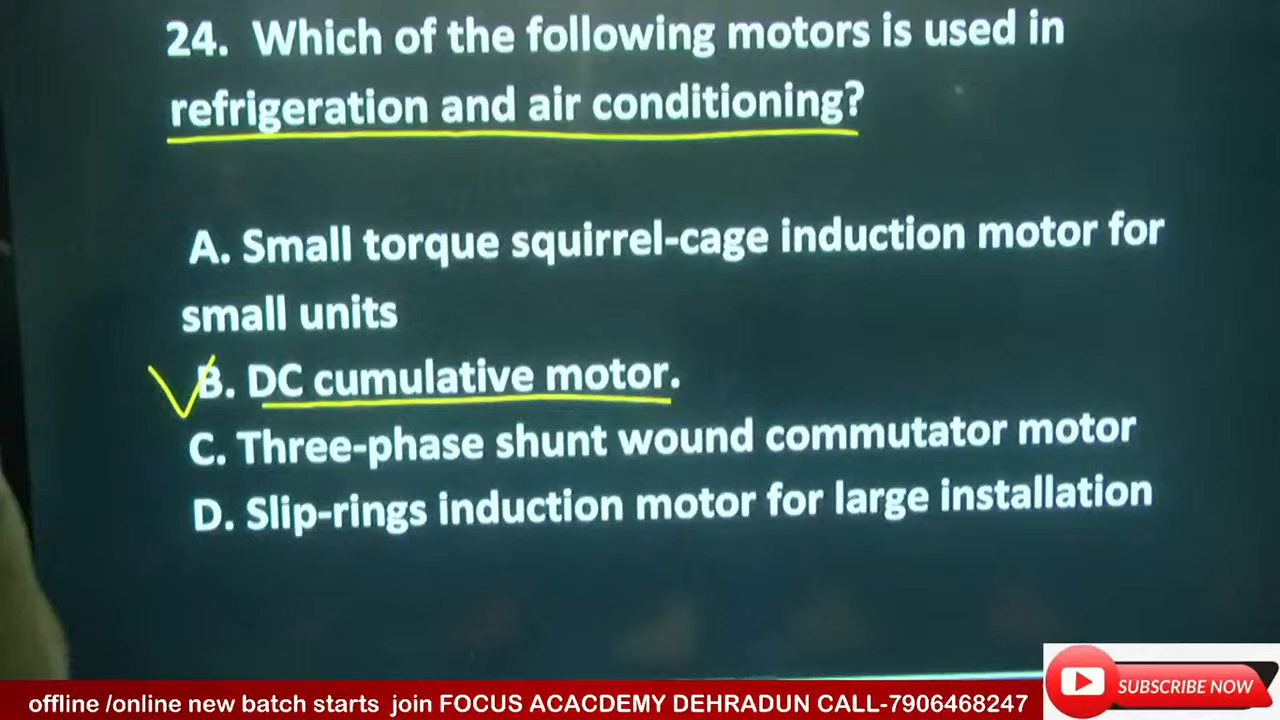 24. Which of the following motors is used in
refrigeration and air conditioning?
A. Small torque squirrel-cage induction motor for
small units
B. DC cumulative motor.
C. Three-phase shunt wound commutator motor
D. Slip-rings induction motor for large installation
offline /online new batch starts join FOCUS ACACDEMY DEHRADUN CALL-7906468247
SUBSCRIBE NOW